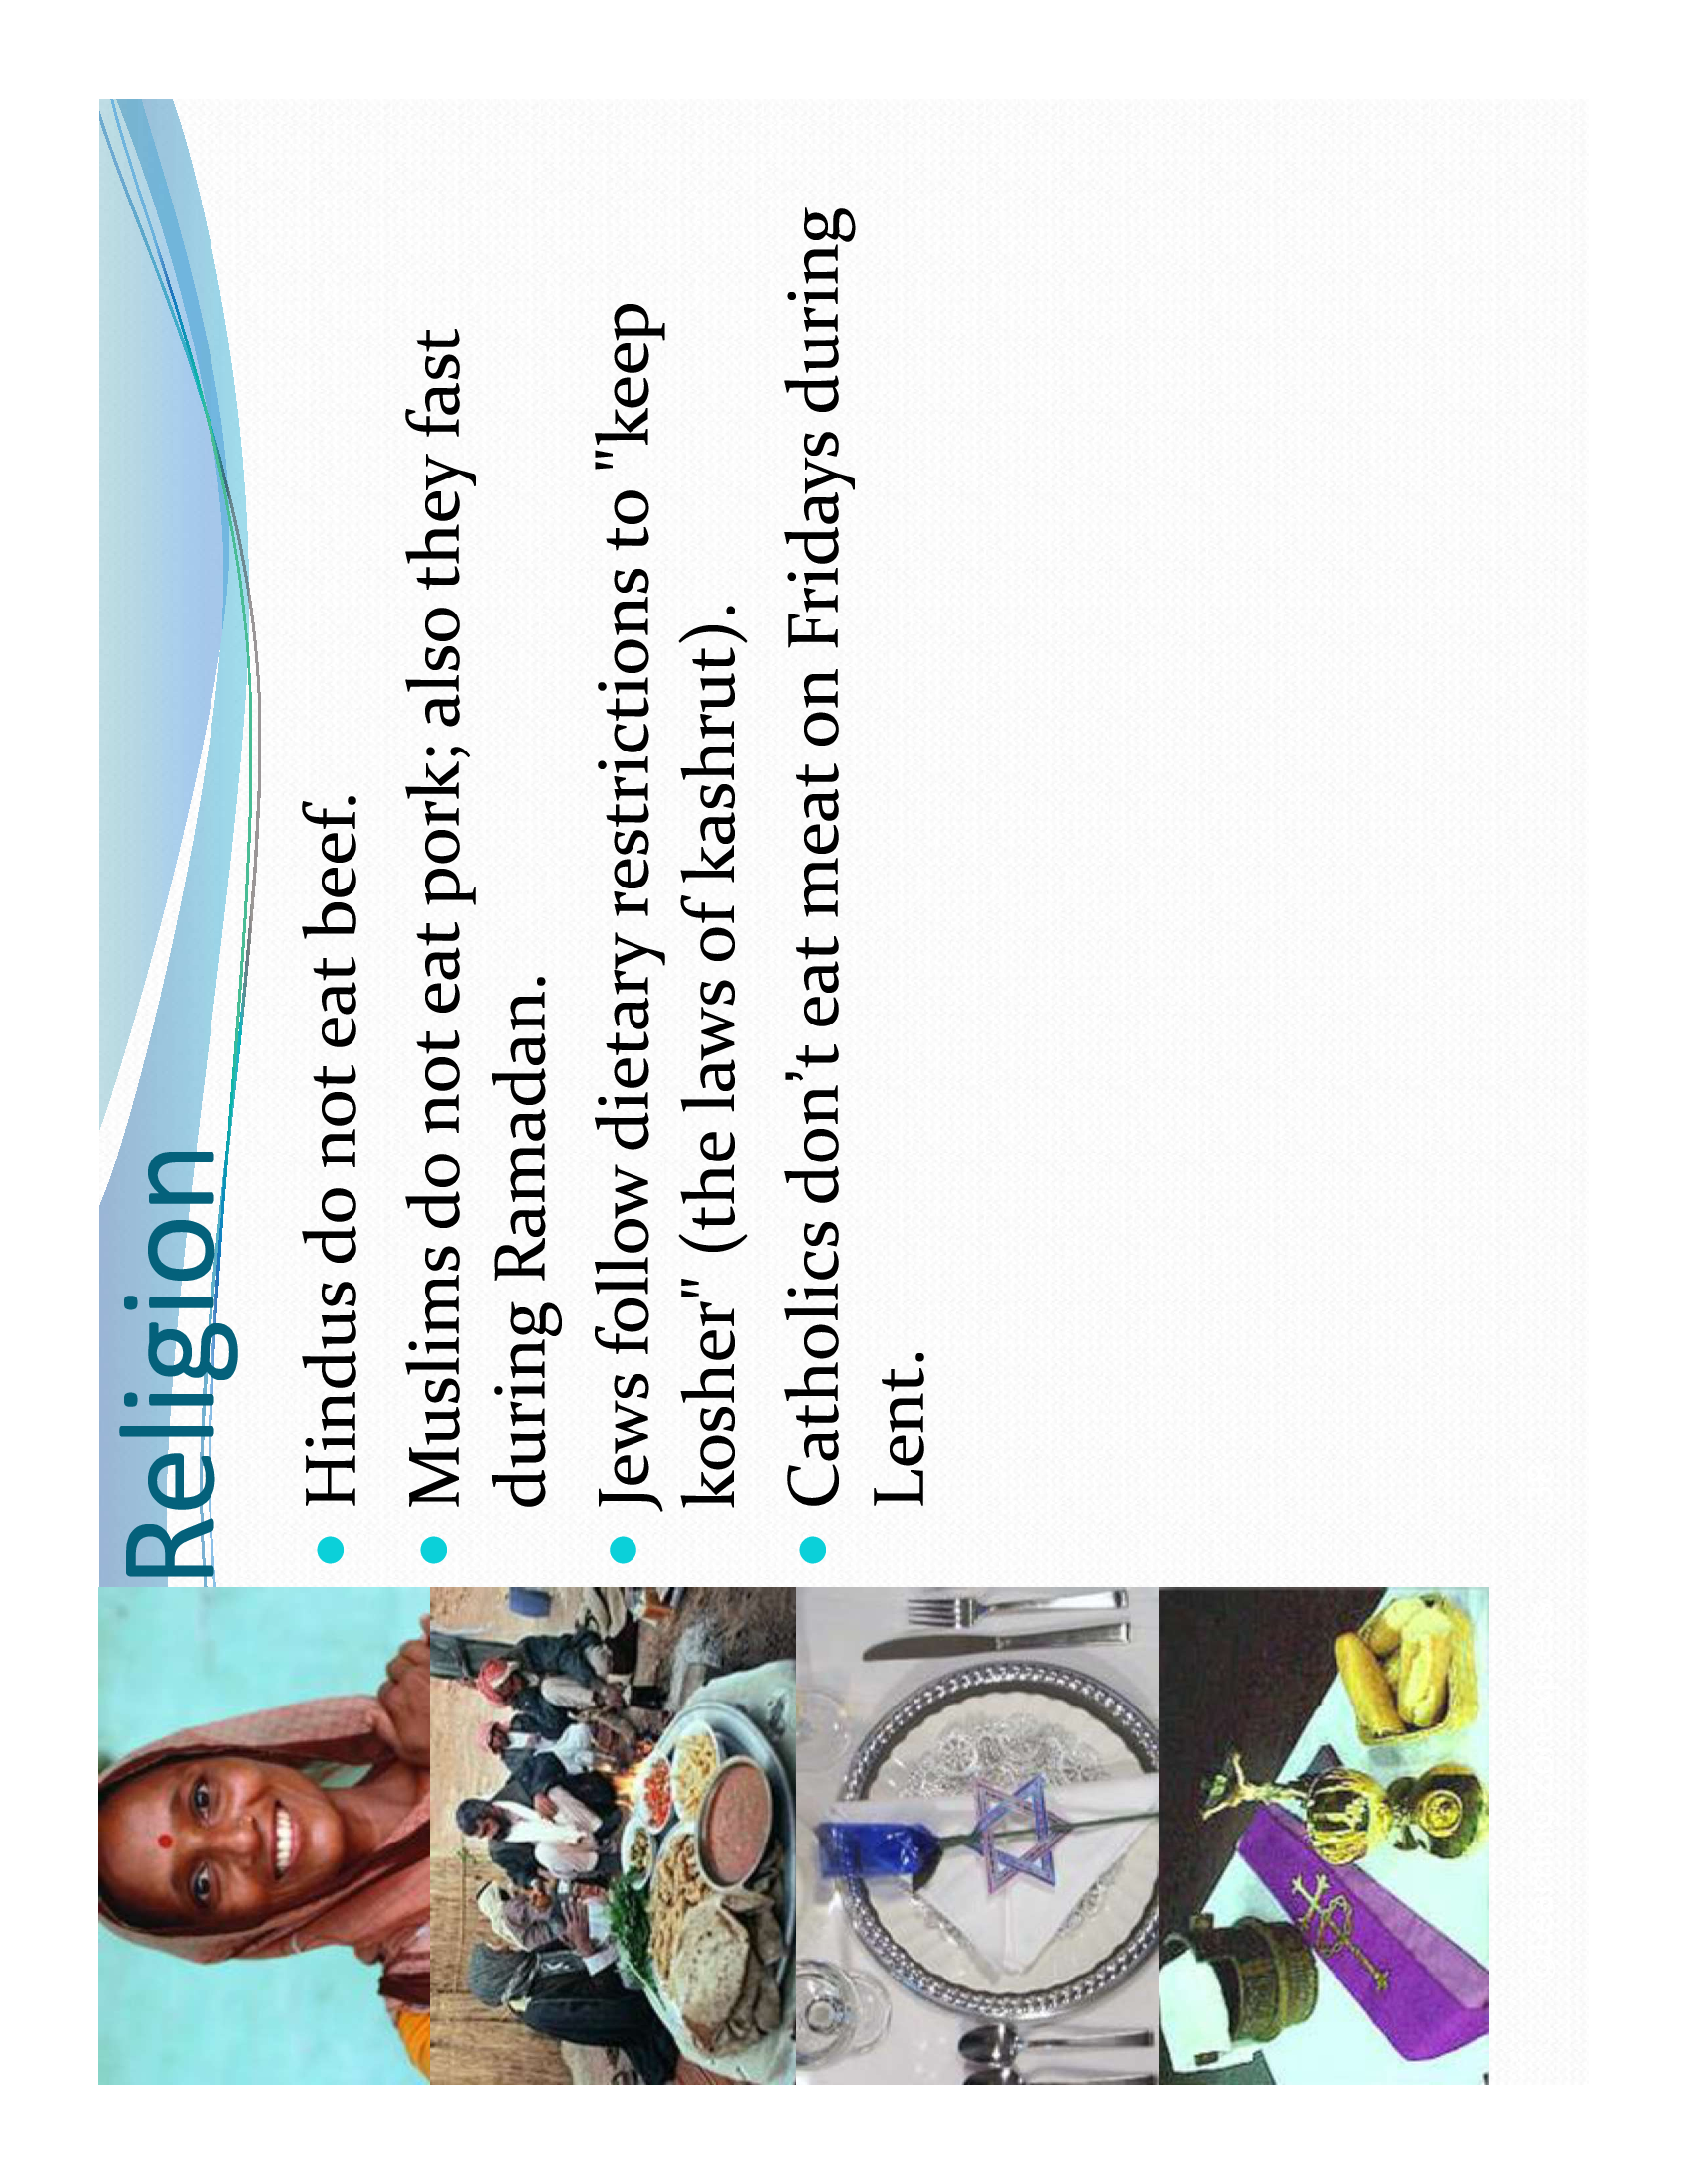 Religion
• Hindus do not eat beef.
• Muslims do not eat pork; also they fast
during Ramadan.
• Jews follow dietary restrictions to "keep
kosher" (the laws of kashrut).
• Catholics don’t eat meat on Fridays during
Lent.